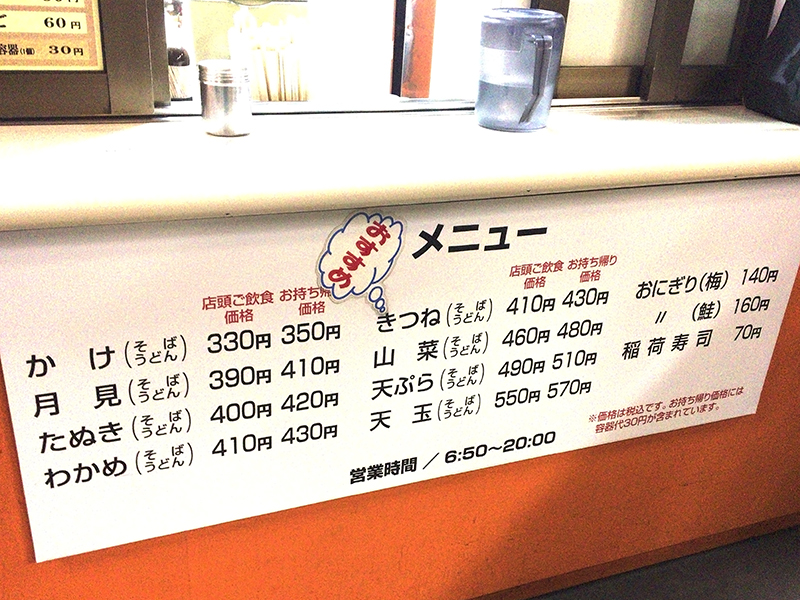 60円
容器(1個) 30円
おすすめ
メニュー
店頭ご飲食価格 お持ち帰り価格
かけ(そば うどん) 330円 350円
月見(そば うどん) 390円 410円
たぬき(そば うどん) 400円 420円
わかめ(そば うどん) 410円 430円
店頭ご飲食価格 お持ち帰り価格
きつね(そば うどん) 410円 430円
山菜(そば うどん) 460円 480円
天ぷら(そば うどん) 490円 510円
天玉(そば うどん) 550円 570円
おにぎり(梅) 140円
〃 (鮭) 160円
稲荷寿司 70円
※価格は税込です。お持ち帰り価格には
容器代30円が含まれています。
営業時間/6:50〜20:00